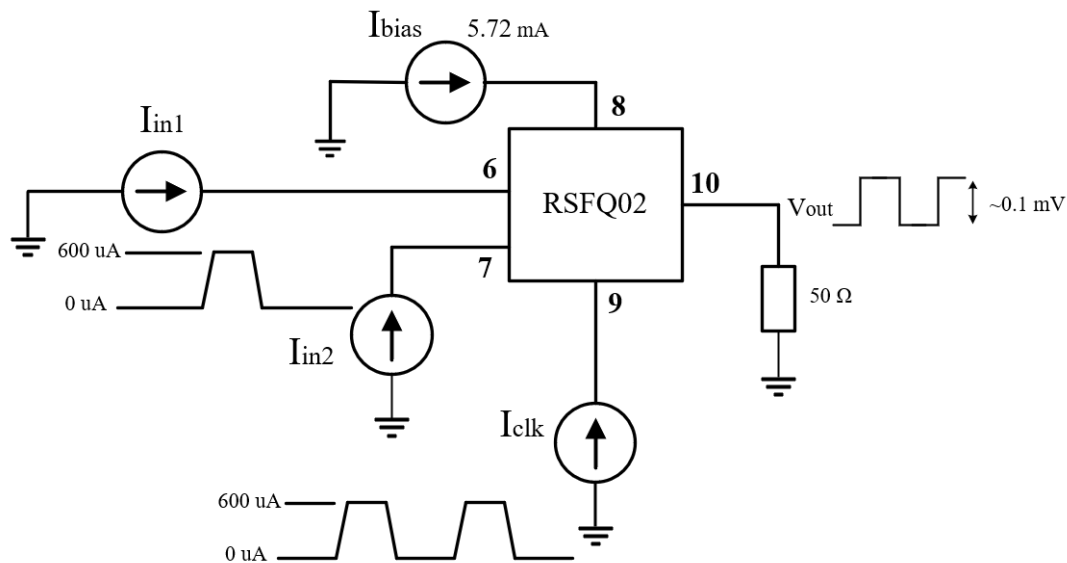 Ibias 5.72 mA
8
Iin1
6
10
RSFQ02
Vout
~0.1 mV
600 uA
7
0 uA
9
50 Ω
Iin2
Iclk
600 uA
0 uA